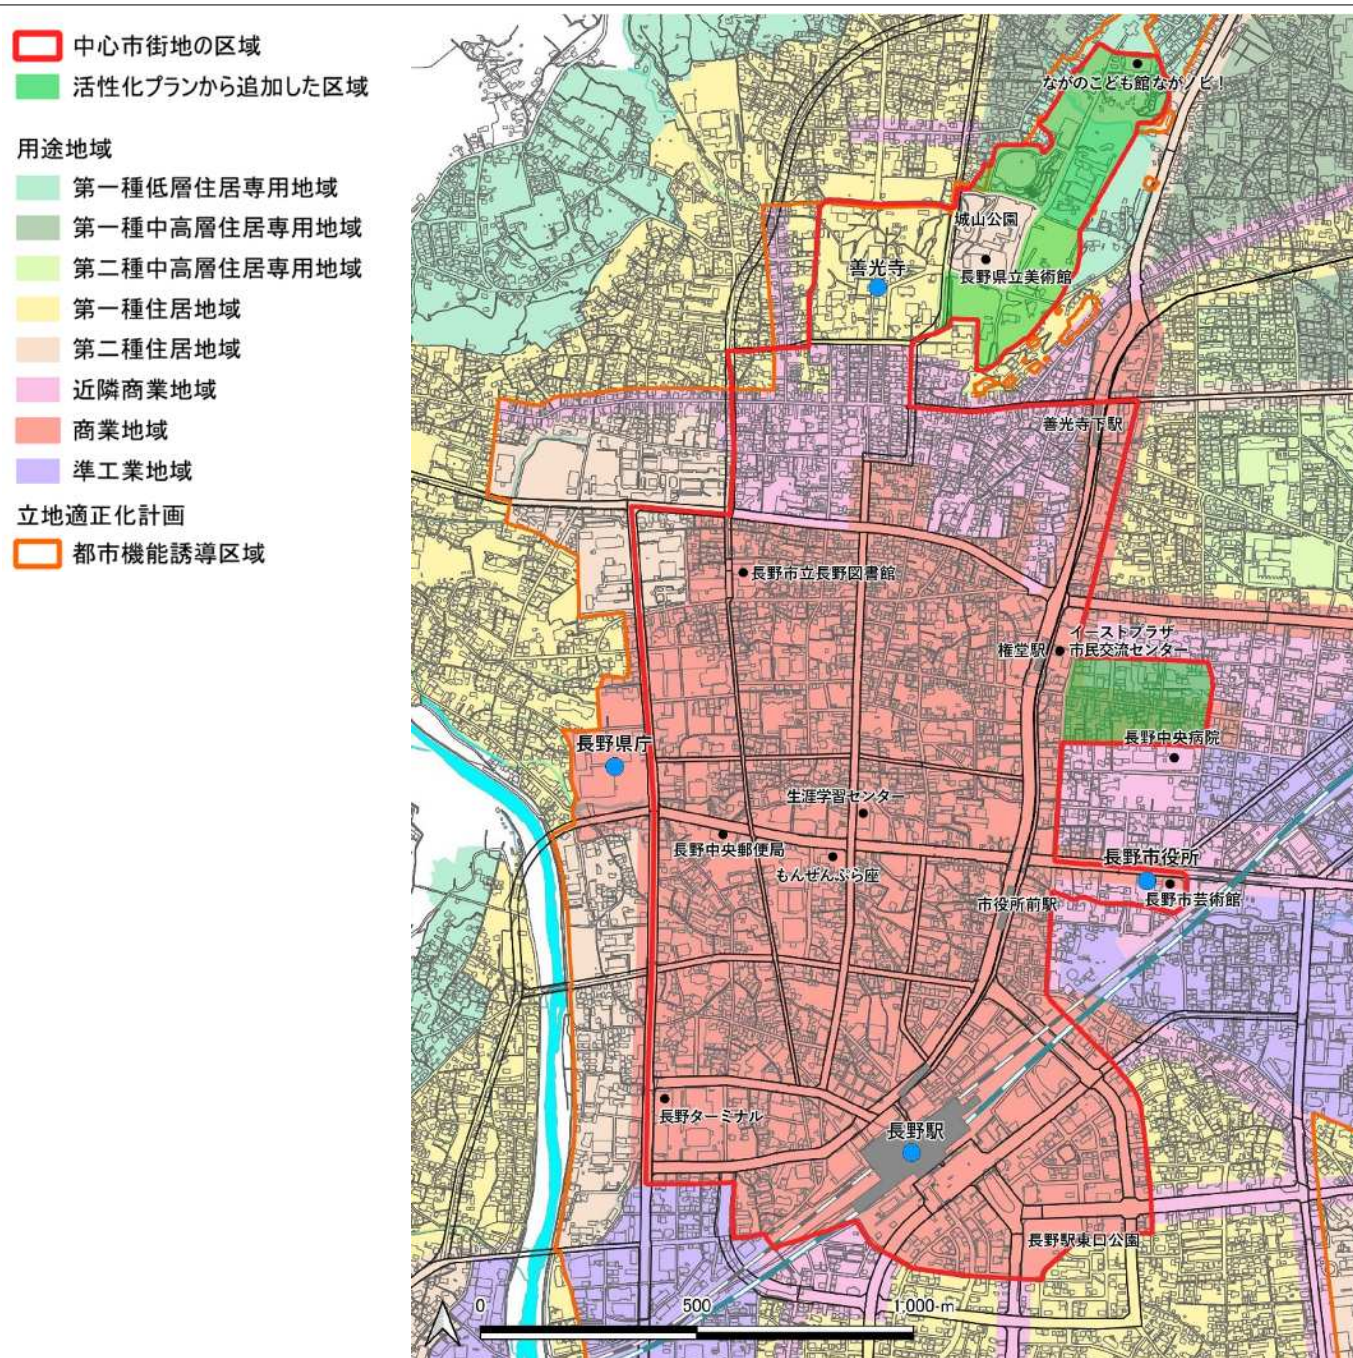 中心市街地の区域
活性化プランから追加した区域
用途地域
第一種低層住居専用地域
第一種中高層住居専用地域
第二種中高層住居専用地域
第一種住居地域
第二種住居地域
近隣商業地域
商業地域
準工業地域
立地適正化計画
都市機能誘導区域
ながのこども館ながノビ!
城山公園
善光寺
長野県立美術館
善光寺下駅
長野市立長野図書館
イーストプラザ
権堂駅
市民交流センター
長野中央病院
長野県庁
生涯学習センター
長野中央郵便局
もんぜんぷら座
長野市役所
長野市芸術館
市役所前駅
長野ターミナル
長野駅
長野駅東口公園
0 500 1,000 m